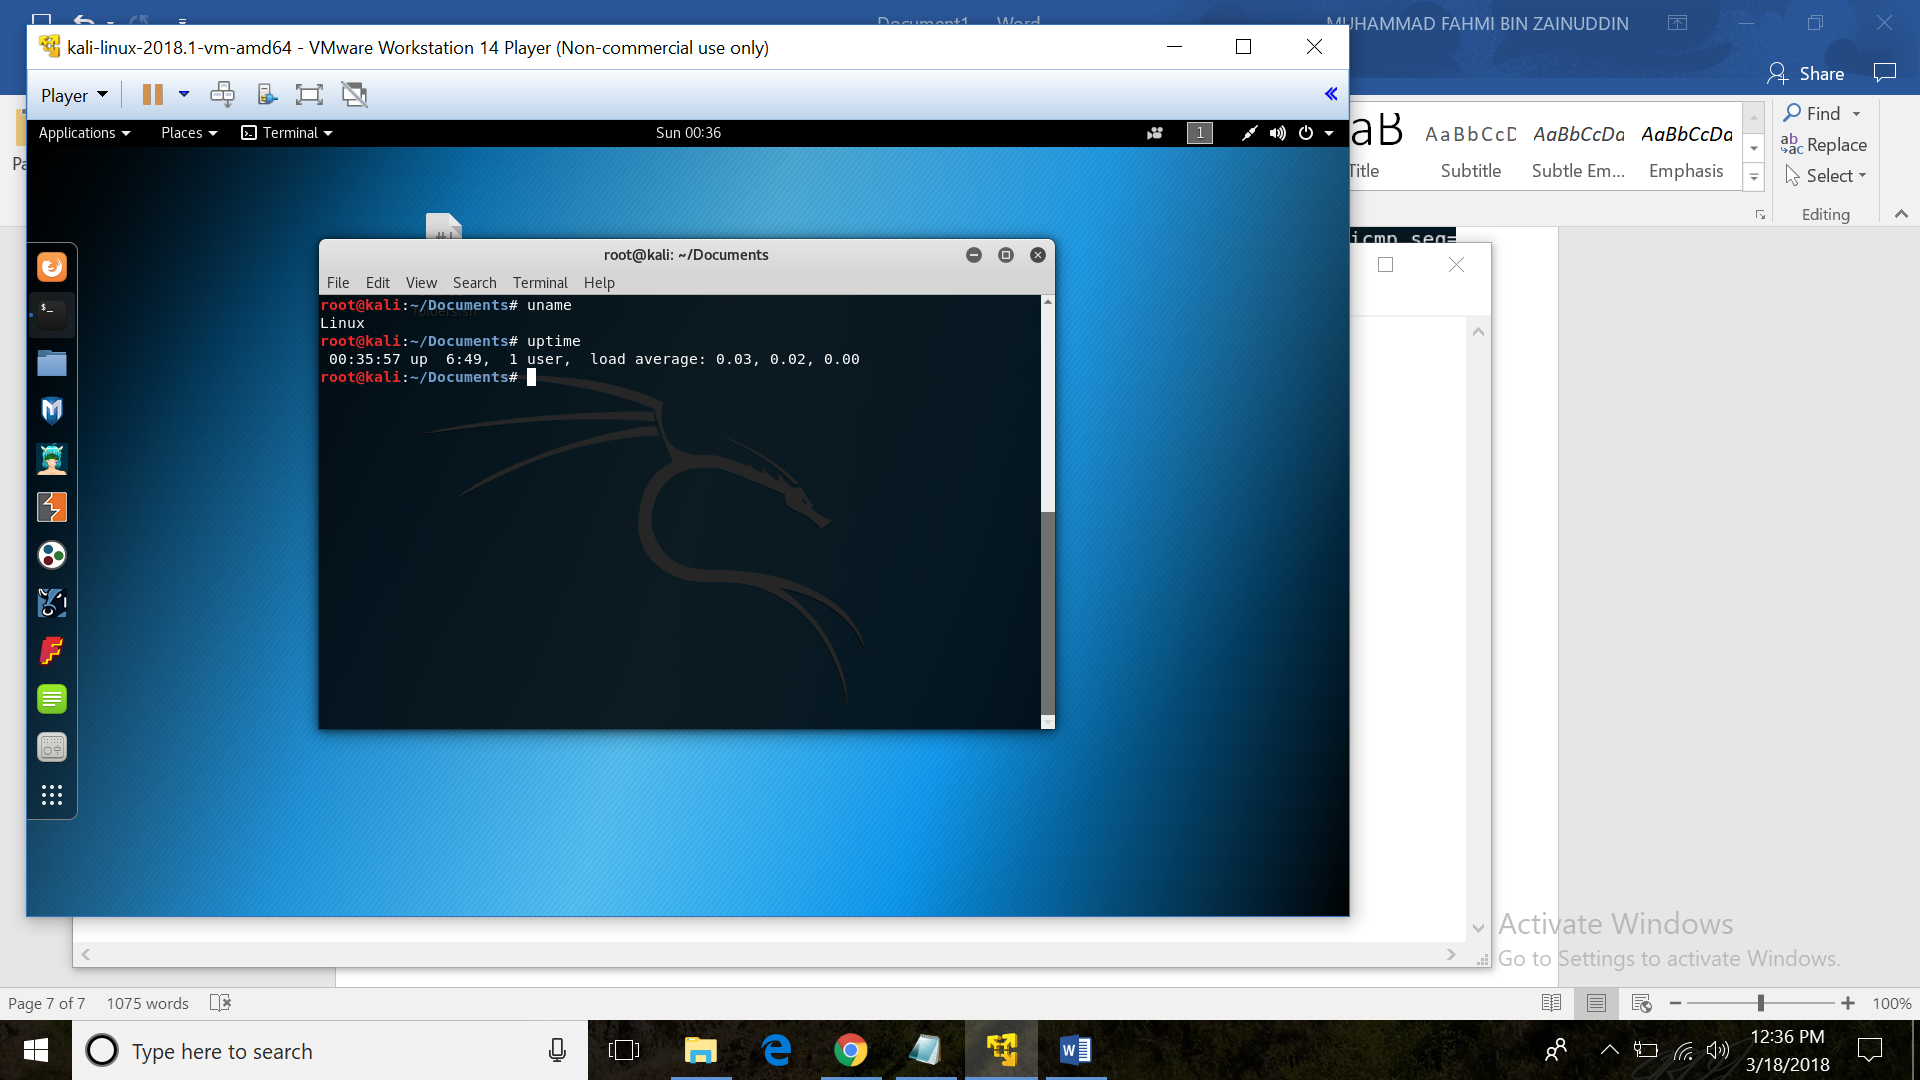 Document1 - Word
MUHAMMAD FAHMI BIN ZAINUDDIN
kali-linux-2018.1-vm-amd64 - VMware Workstation 14 Player (Non-commercial use only)
Share
Player
Applications Places Terminal Sun 00:36 1
Find
Replace
Select
Editing
AaBbCcD AaBbCcDa AaBbCcDa
Title Subtitle Subtle Em... Emphasis
icmp_seq=
root@kali: ~/Documents
File Edit View Search Terminal Help
root@kali:~/Documents# uname
folders.sh
Linux
root@kali:~/Documents# uptime
00:35:57 up 6:49, 1 user, load average: 0.03, 0.02, 0.00
root@kali:~/Documents#
Activate Windows
Go to Settings to activate Windows.
Page 7 of 7 1075 words 100%
Type here to search
12:36 PM
3/18/2018